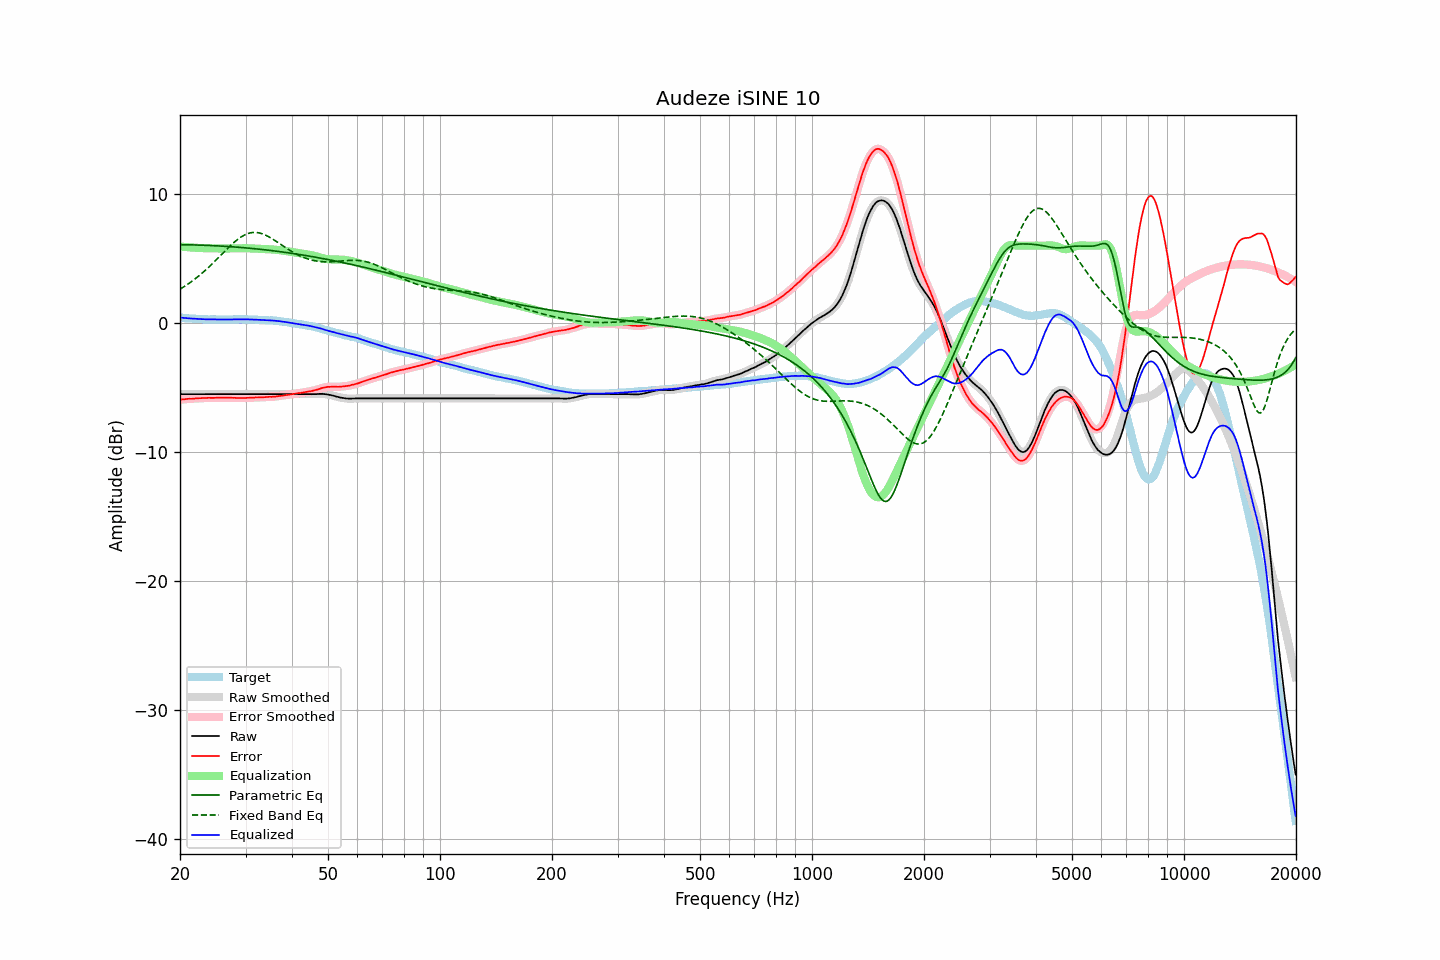 Audeze iSINE 10
Amplitude (dBr)
10
0
−10
−20
−30
−40
Target
Raw Smoothed
Error Smoothed
Raw
Error
Equalization
Parametric Eq
Fixed Band Eq
Equalized
20 50 100 200 500 1000 2000 5000 10000 20000
Frequency (Hz)